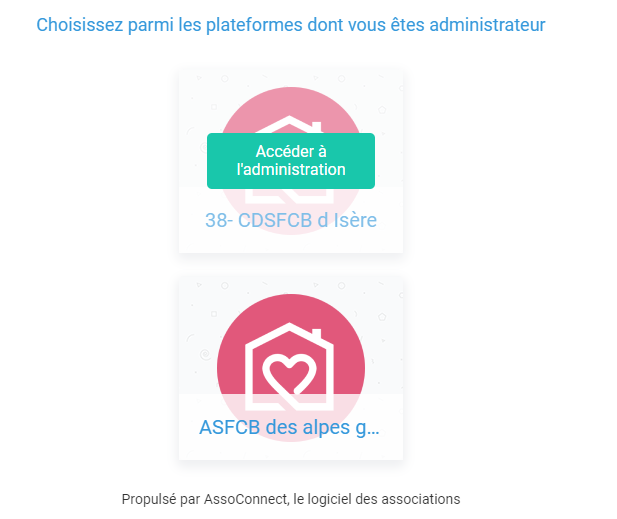 Choisissez parmi les plateformes dont vous êtes administrateur
Accéder à
l'administration
38- CDSFCB d Isère
ASFCB des alpes g...
Propulsé par AssoConnect, le logiciel des associations